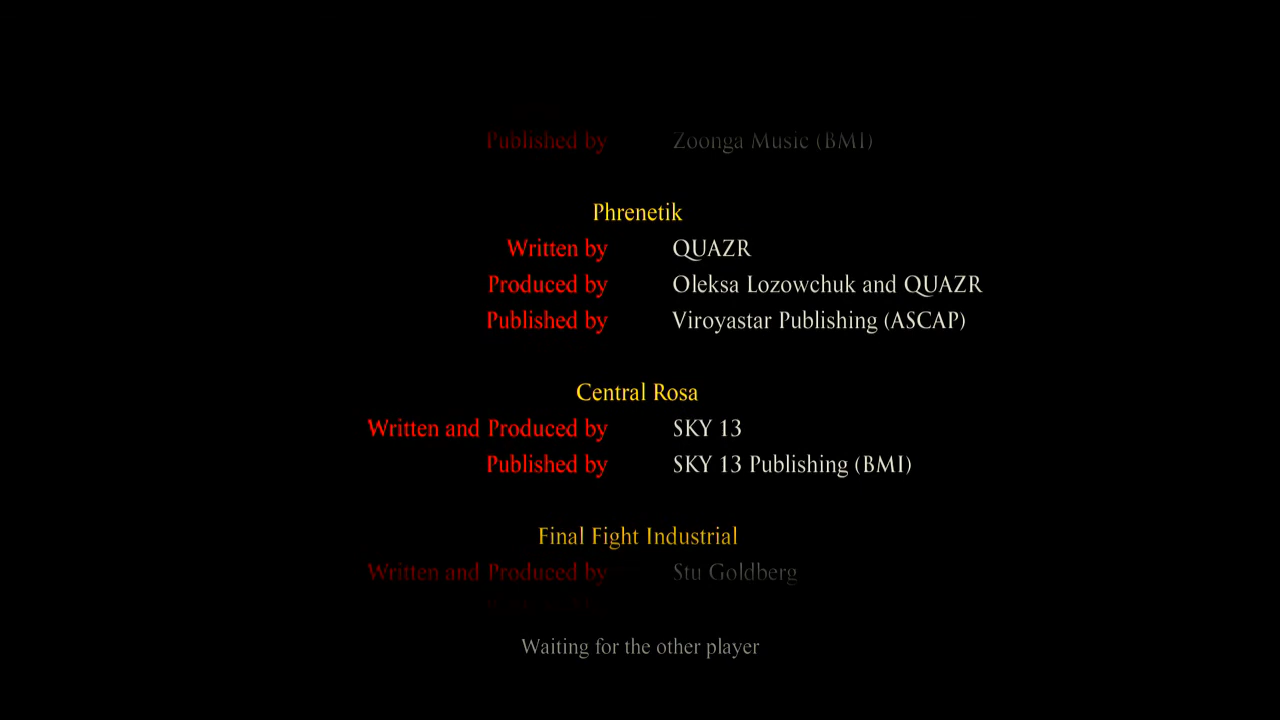 Published by Zoonga Music (BMI)
Phrenetik
Written by QUAZR
Produced by Oleksa Lozowchuk and QUAZR
Published by Viroyastar Publishing (ASCAP)
Central Rosa
Written and Produced by SKY 13
Published by SKY 13 Publishing (BMI)
Final Fight Industrial
Written and Produced by Stu Goldberg
Waiting for the other player